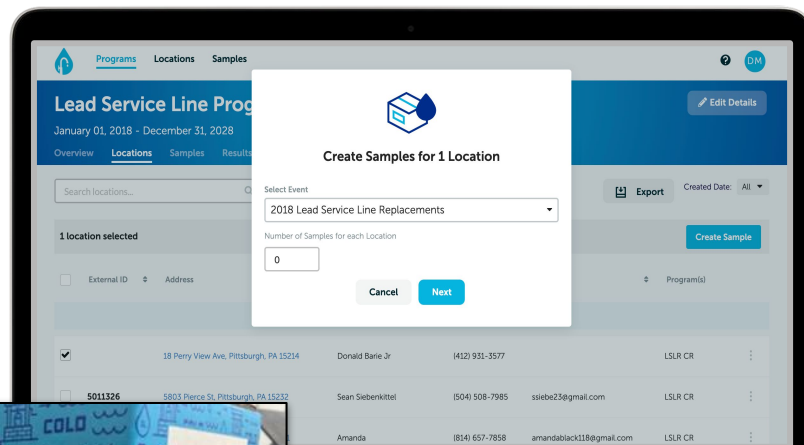 Programs Locations Samples
? DM
Lead Service Line Prog
Edit Details
January 01, 2018 - December 31, 2028
Overview Locations Samples Results
Create Samples for 1 Location
Search locations...
Export Created Date: All
Select Event
2018 Lead Service Line Replacements
1 location selected
Create Sample
Number of Samples for each Location
0
Cancel Next
External ID Address Program(s)
18 Perry View Ave, Pittsburgh, PA 15214 Donald Barie Jr (412) 931-3577 LSLR CR
5011326 5803 Pierce St, Pittsburgh, PA 15232 Sean Siebenkittel (504) 508-7985 ssiebe23@gmail.com LSLR CR
Amanda (814) 657-7858 amandablack118@gmail.com LSLR CR
COLD